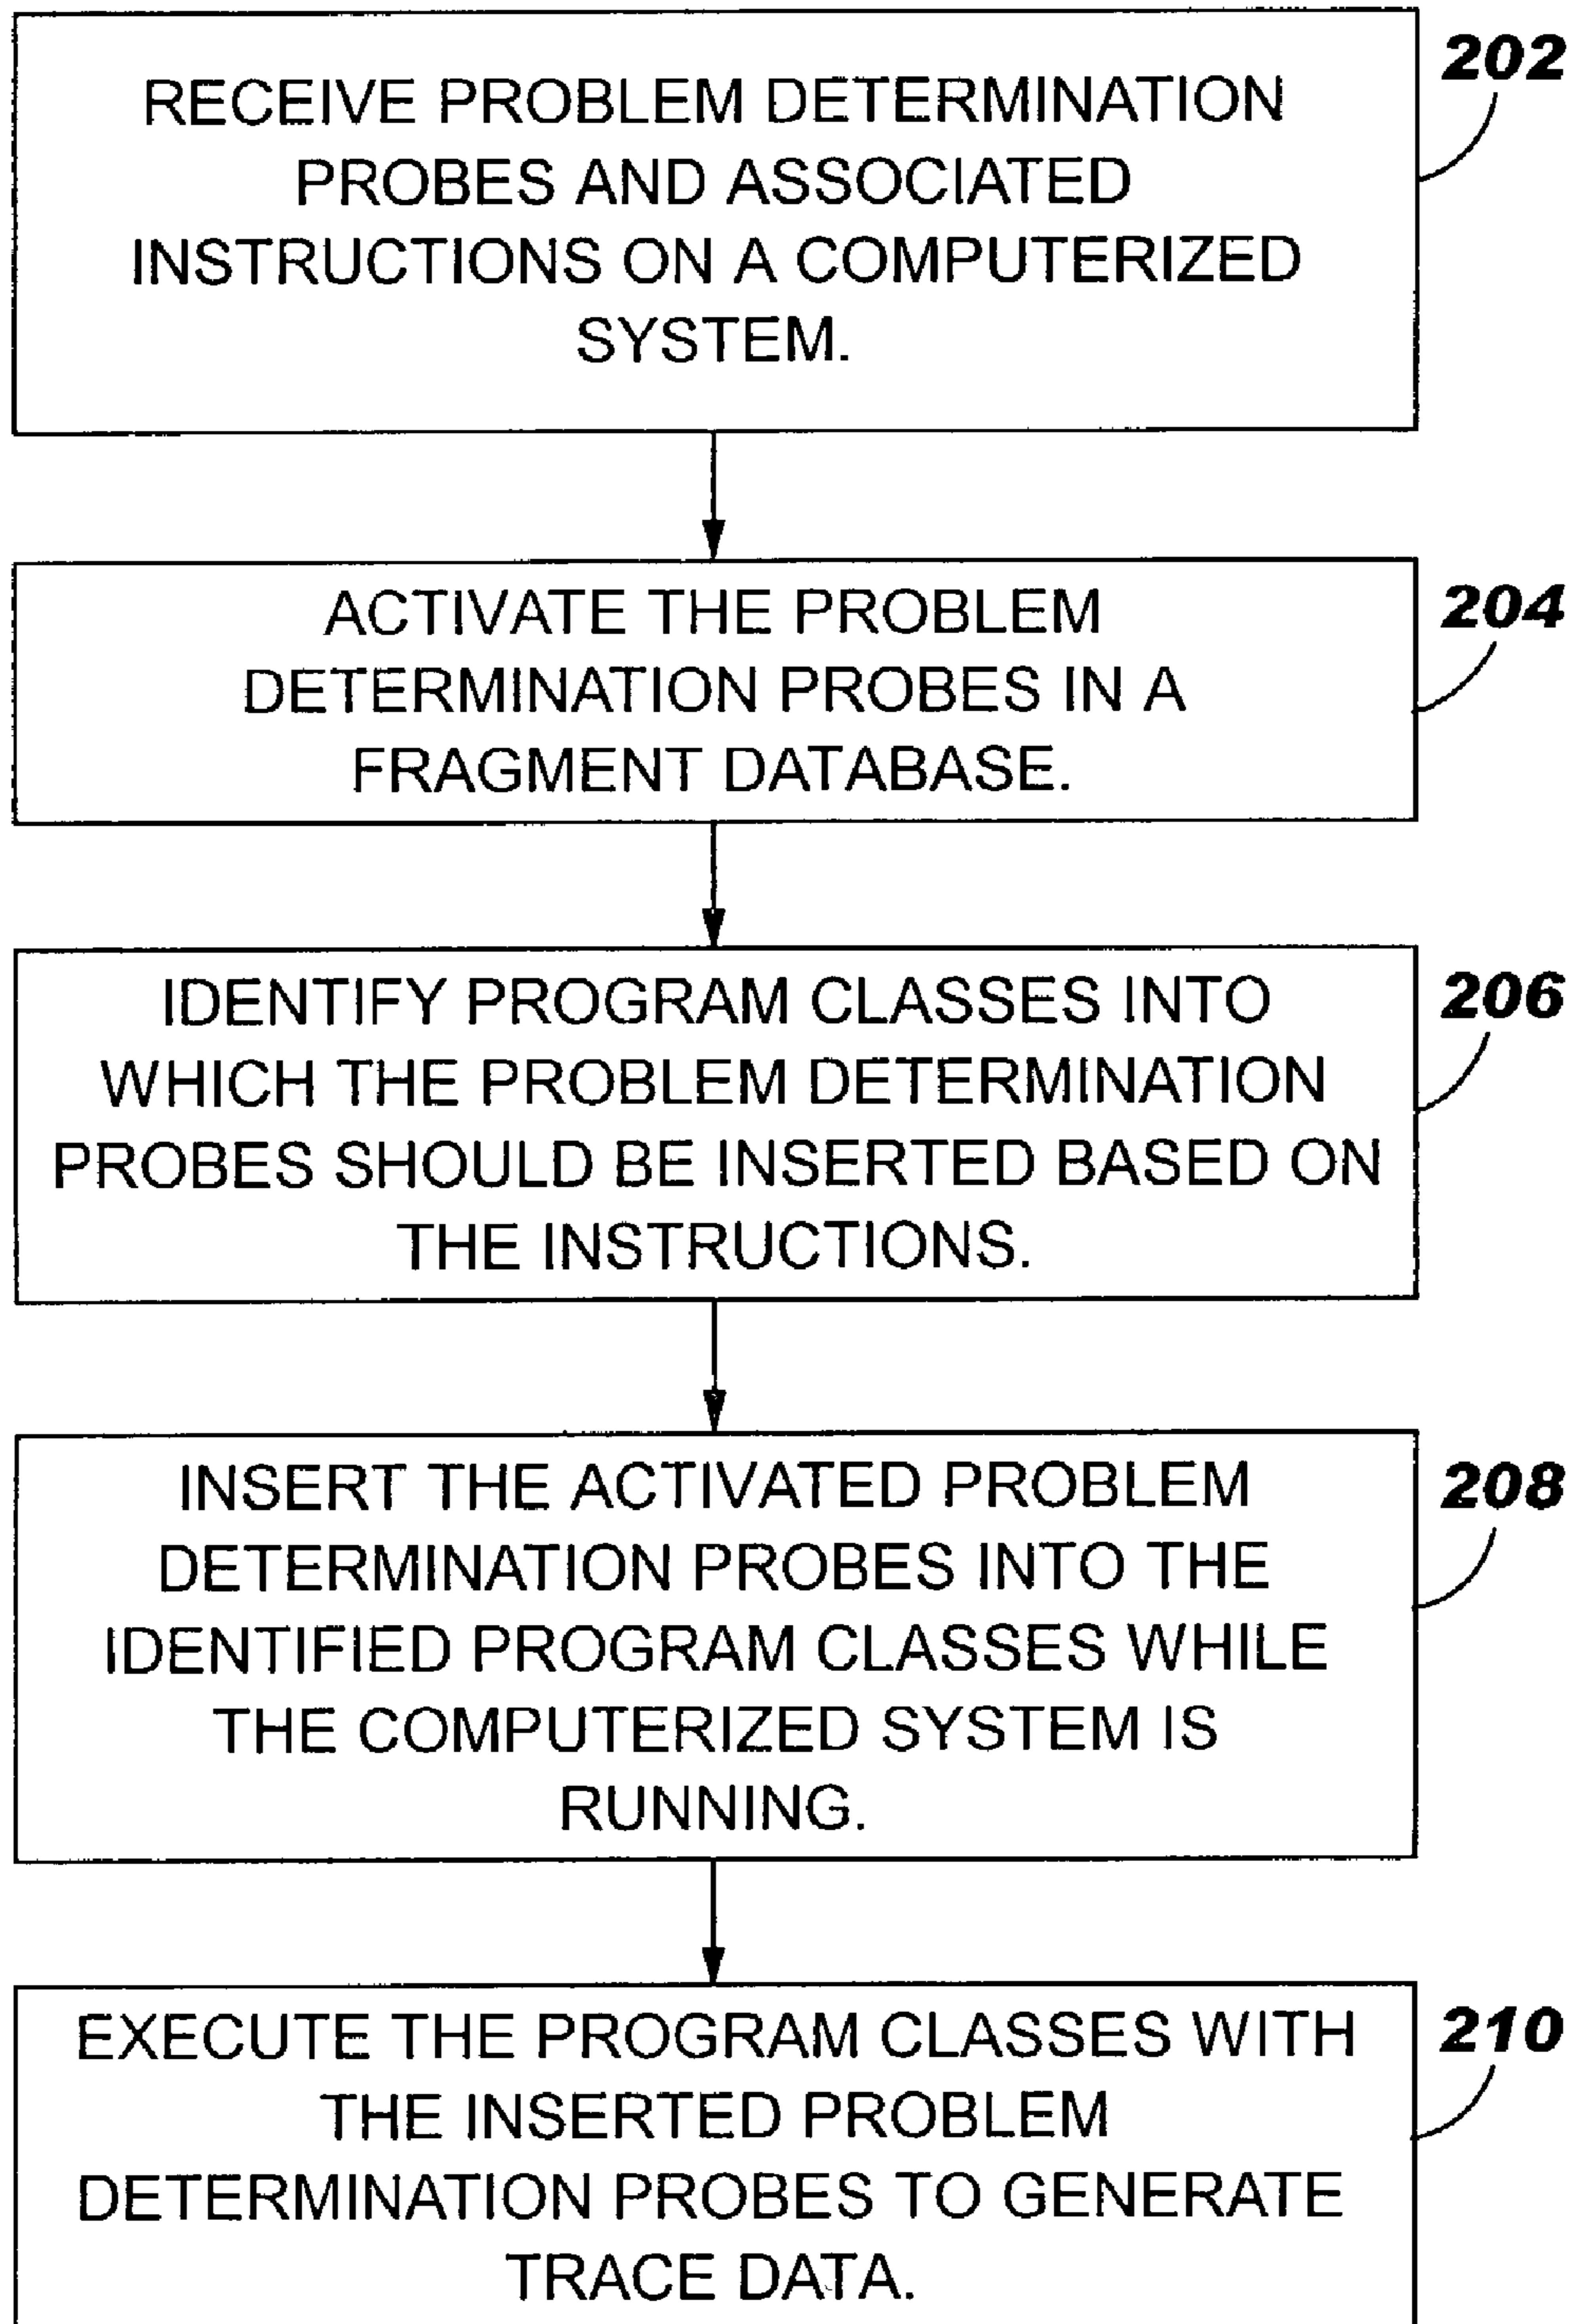 RECEIVE PROBLEM DETERMINATION
PROBES AND ASSOCIATED
INSTRUCTIONS ON A COMPUTERIZED
SYSTEM.
202
ACTIVATE THE PROBLEM
DETERMINATION PROBES IN A
FRAGMENT DATABASE.
204
IDENTIFY PROGRAM CLASSES INTO
WHICH THE PROBLEM DETERMINATION
PROBES SHOULD BE INSERTED BASED ON
THE INSTRUCTIONS.
206
INSERT THE ACTIVATED PROBLEM
DETERMINATION PROBES INTO THE
IDENTIFIED PROGRAM CLASSES WHILE
THE COMPUTERIZED SYSTEM IS
RUNNING.
208
EXECUTE THE PROGRAM CLASSES WITH
THE INSERTED PROBLEM
DETERMINATION PROBES TO GENERATE
TRACE DATA.
210